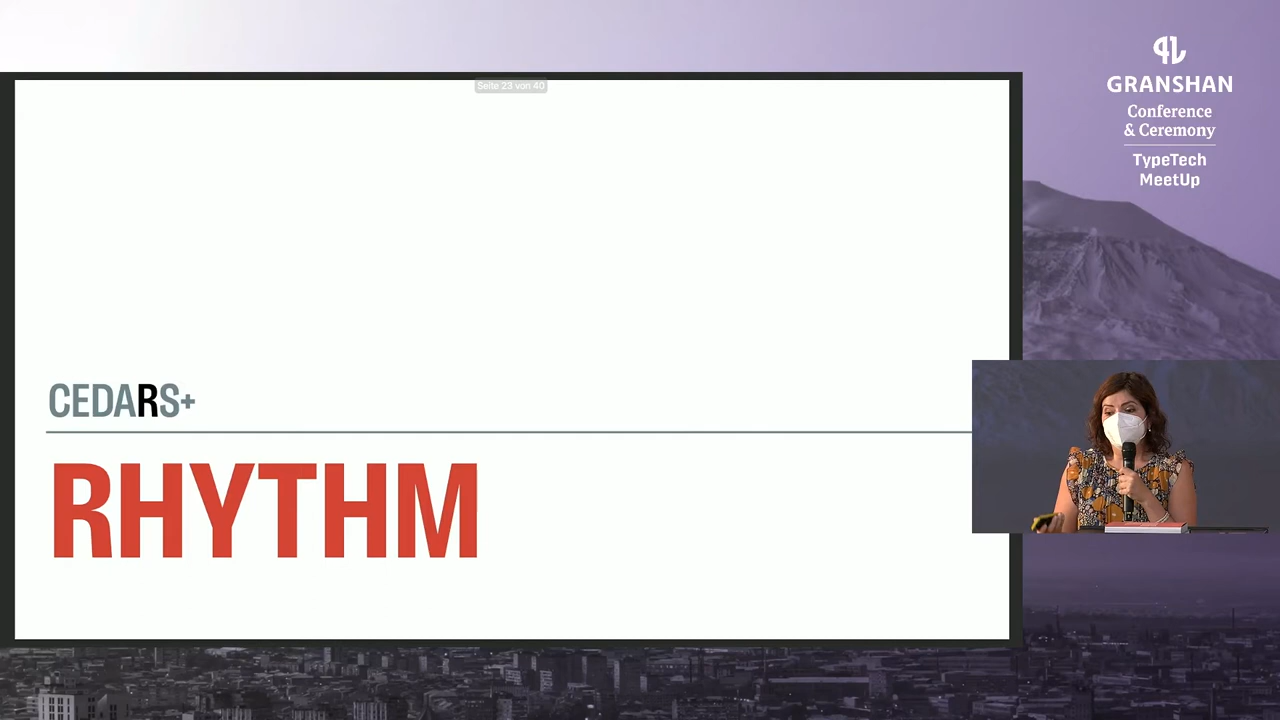 Seite 23 von 40
GRANSHAN
Conference
& Ceremony
TypeTech
MeetUp
CEDARS+
RHYTHM